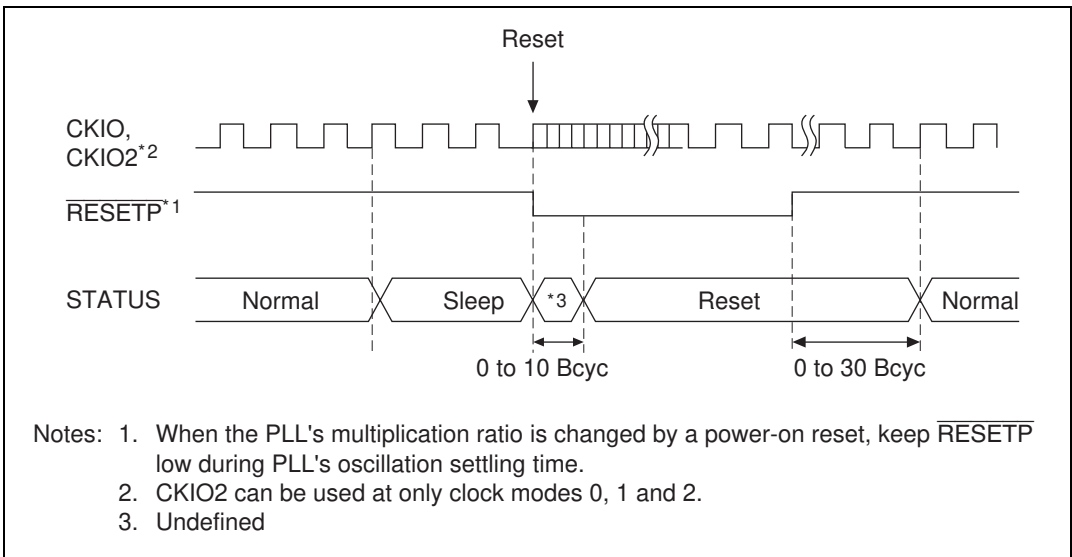 Reset
CKIO,
CKIO2*2
RESETP*1
STATUS Normal Sleep *3 Reset Normal
0 to 10 Bcyc 0 to 30 Bcyc
Notes: 1. When the PLL's multiplication ratio is changed by a power-on reset, keep RESETP
low during PLL's oscillation settling time.
2. CKIO2 can be used at only clock modes 0, 1 and 2.
3. Undefined